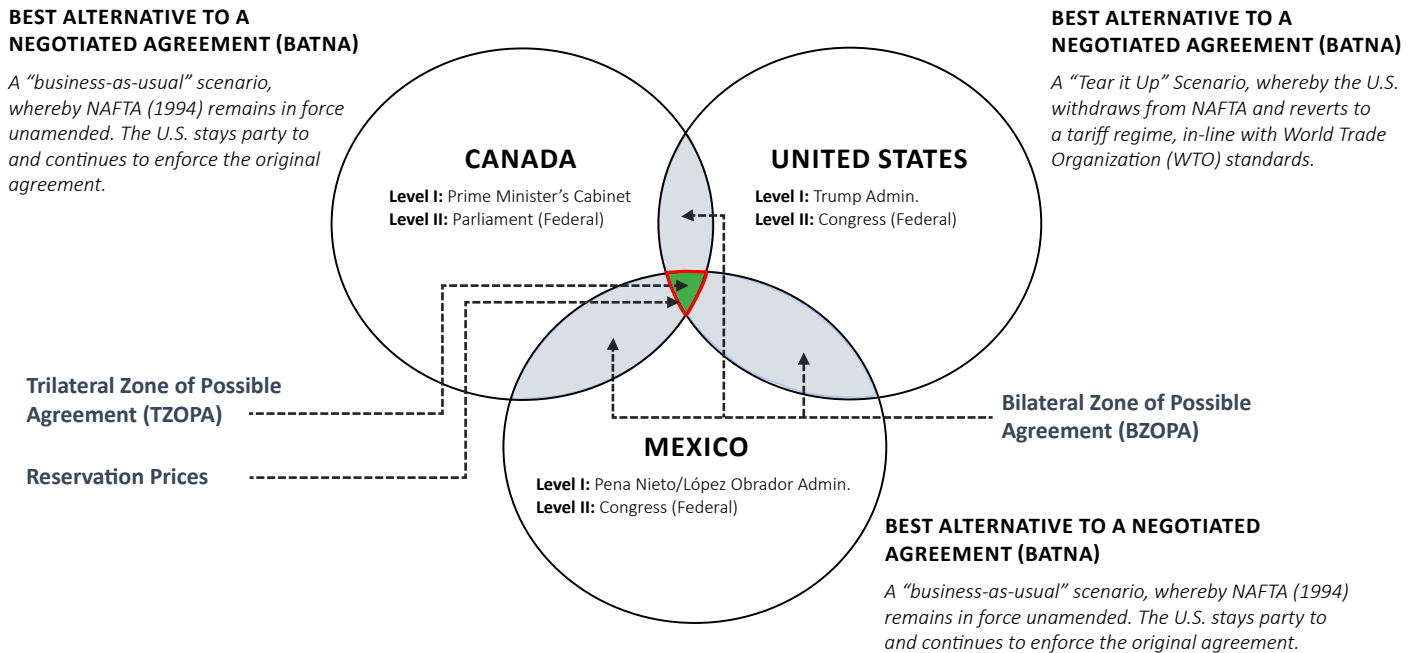 BEST ALTERNATIVE TO A
NEGOTIATED AGREEMENT (BATNA)
A “business-as-usual” scenario,
whereby NAFTA (1994) remains in force
unamended. The U.S. stays party to
and continues to enforce the original
agreement.
BEST ALTERNATIVE TO A
NEGOTIATED AGREEMENT (BATNA)
A “Tear it Up” Scenario, whereby the U.S.
withdraws from NAFTA and reverts to
a tariff regime, in-line with World Trade
Organization (WTO) standards.
CANADA
Level I: Prime Minister’s Cabinet
Level II: Parliament (Federal)
UNITED STATES
Level I: Trump Admin.
Level II: Congress (Federal)
Trilateral Zone of Possible
Agreement (TZOPA)
Reservation Prices
Bilateral Zone of Possible
Agreement (BZOPA)
MEXICO
Level I: Pena Nieto/López Obrador Admin.
Level II: Congress (Federal)
BEST ALTERNATIVE TO A NEGOTIATED
AGREEMENT (BATNA)
A “business-as-usual” scenario, whereby NAFTA (1994)
remains in force unamended. The U.S. stays party to
and continues to enforce the original agreement.